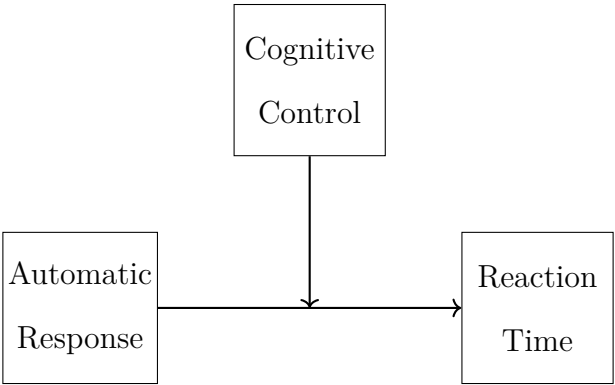 Cognitive
Control
Automatic
Response
Reaction
Time